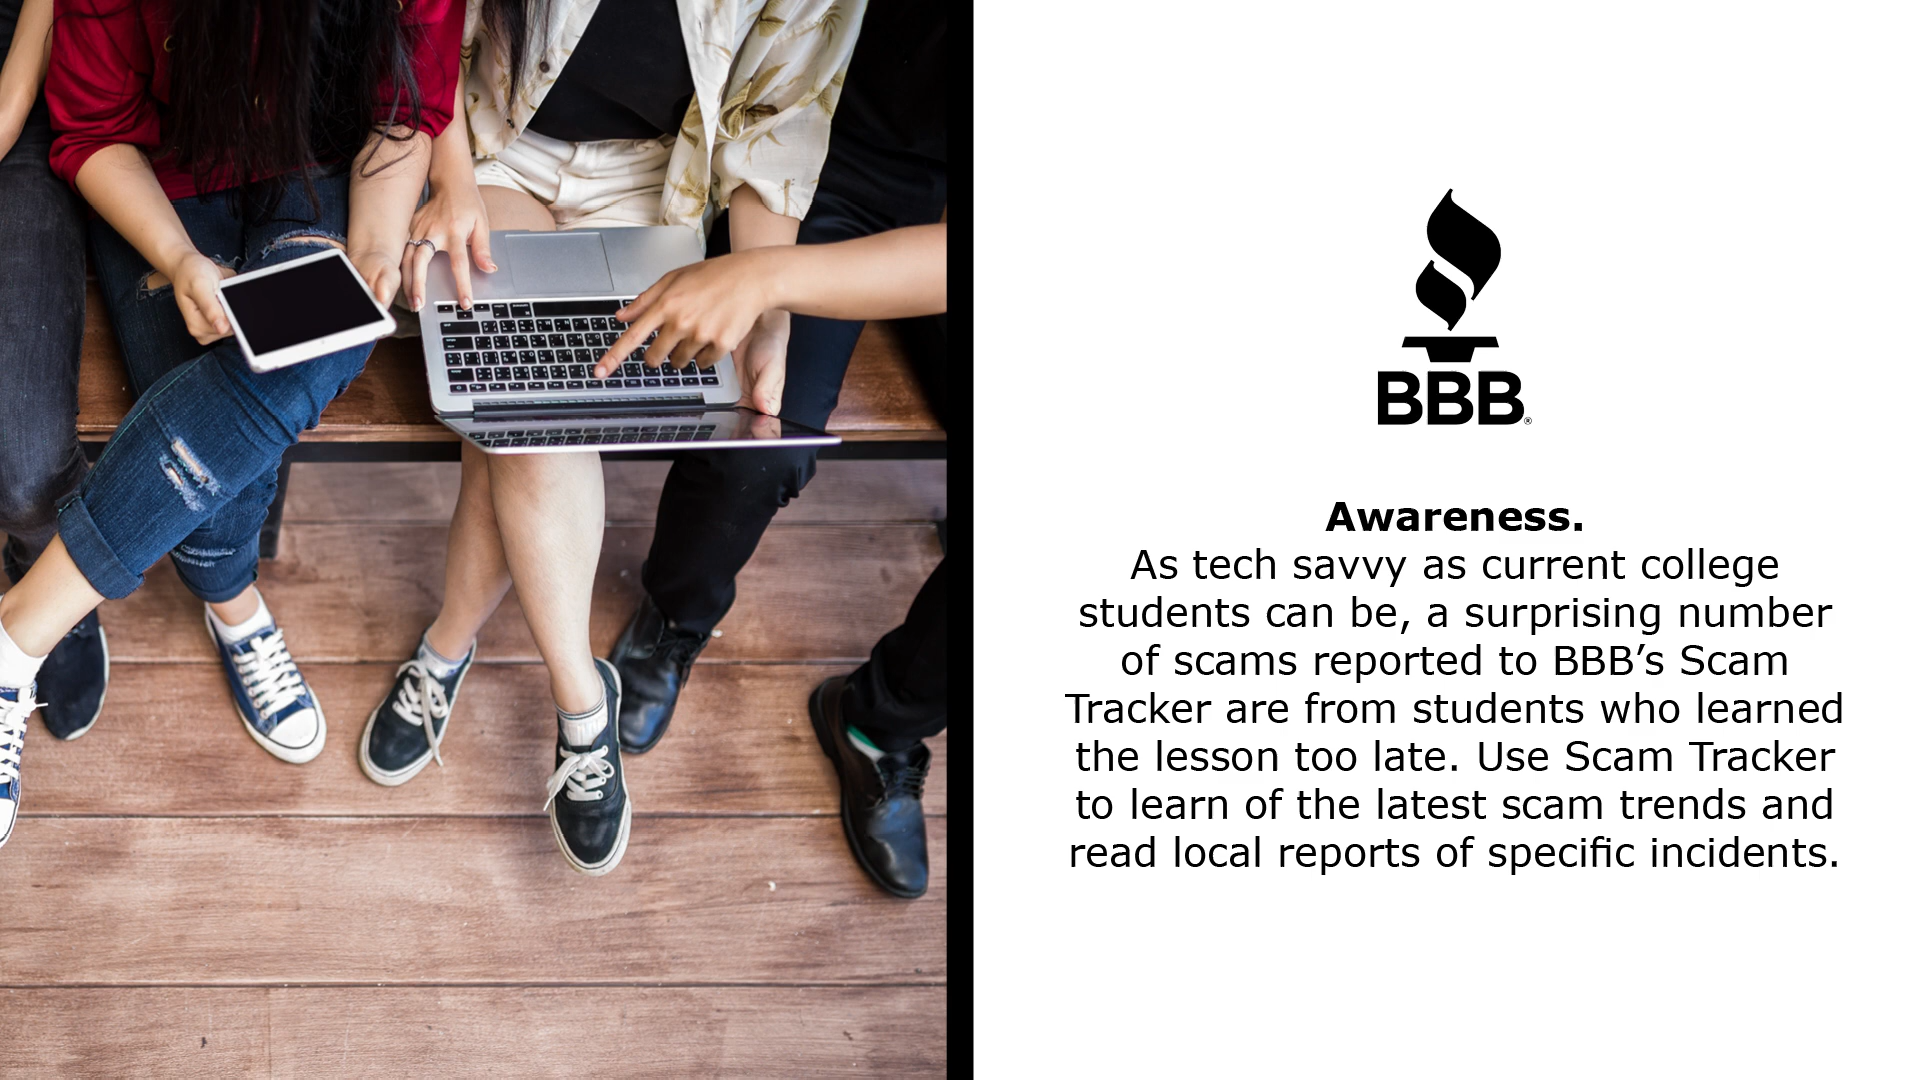 BBB®
Awareness.
As tech savvy as current college
students can be, a surprising number
of scams reported to BBB’s Scam
Tracker are from students who learned
the lesson too late. Use Scam Tracker
to learn of the latest scam trends and
read local reports of specific incidents.